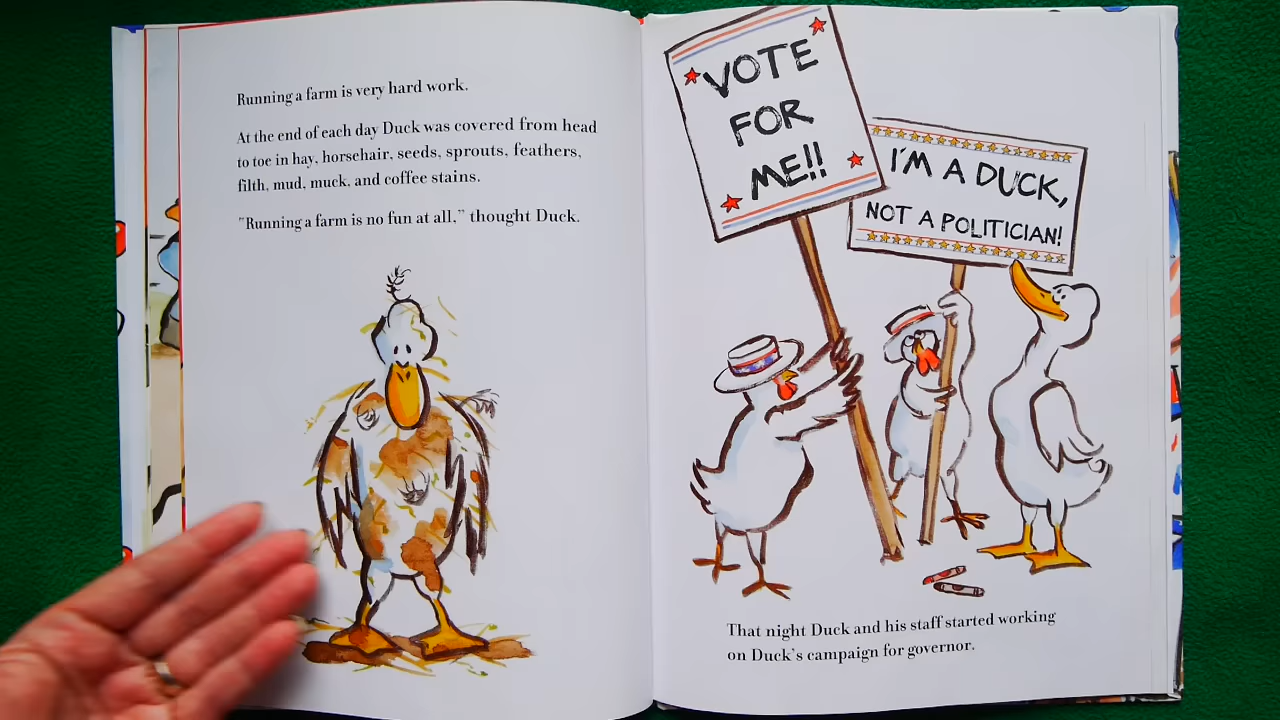 Running a farm is very hard work.
At the end of each day Duck was covered from head
to toe in hay, horsehair, seeds, sprouts, feathers,
filth, mud, muck, and coffee stains.
"Running a farm is no fun at all," thought Duck.
VOTE
FOR
ME!!
I'M A DUCK,
NOT A POLITICIAN!
That night Duck and his staff started working
on Duck's campaign for governor.